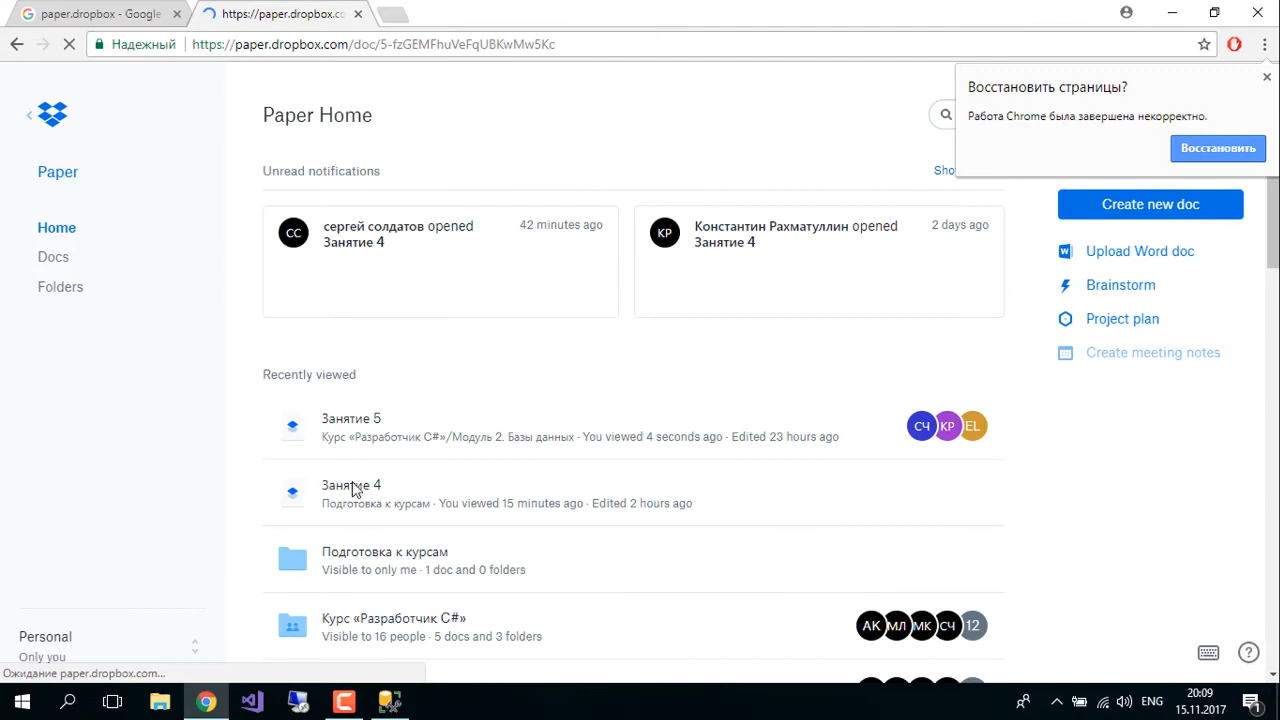 paper.dropbox - Google
https://paper.dropbox.co
Надежный
https://paper.dropbox.com/doc/5-fzGEMFhuVeFqUBKwMw5Kc
Восстановить страницы?
Работа Chrome была завершена некорректно.
Восстановить
Paper
Home
Docs
Folders
Personal
Only you
Paper Home
Unread notifications
Sho
СС
сергей солдатов opened
Занятие 4
42 minutes ago
КР
Константин Рахматуллин opened
Занятие 4
2 days ago
Recently viewed
Занятие 5
Курс «Разработчик C#»/Модуль 2. Базы данных · You viewed 4 seconds ago · Edited 23 hours ago
СЧ КР EL
Занятие 4
Подготовка к курсам · You viewed 15 minutes ago · Edited 2 hours ago
Подготовка к курсам
Visible to only me · 1 doc and 0 folders
Курс «Разработчик C#»
Visible to 16 people · 5 docs and 3 folders
АК МЛ МК СЧ 12
Create new doc
Upload Word doc
Brainstorm
Project plan
Create meeting notes
Ожидание paper.dropbox.com...
ENG
20:09
15.11.2017
1